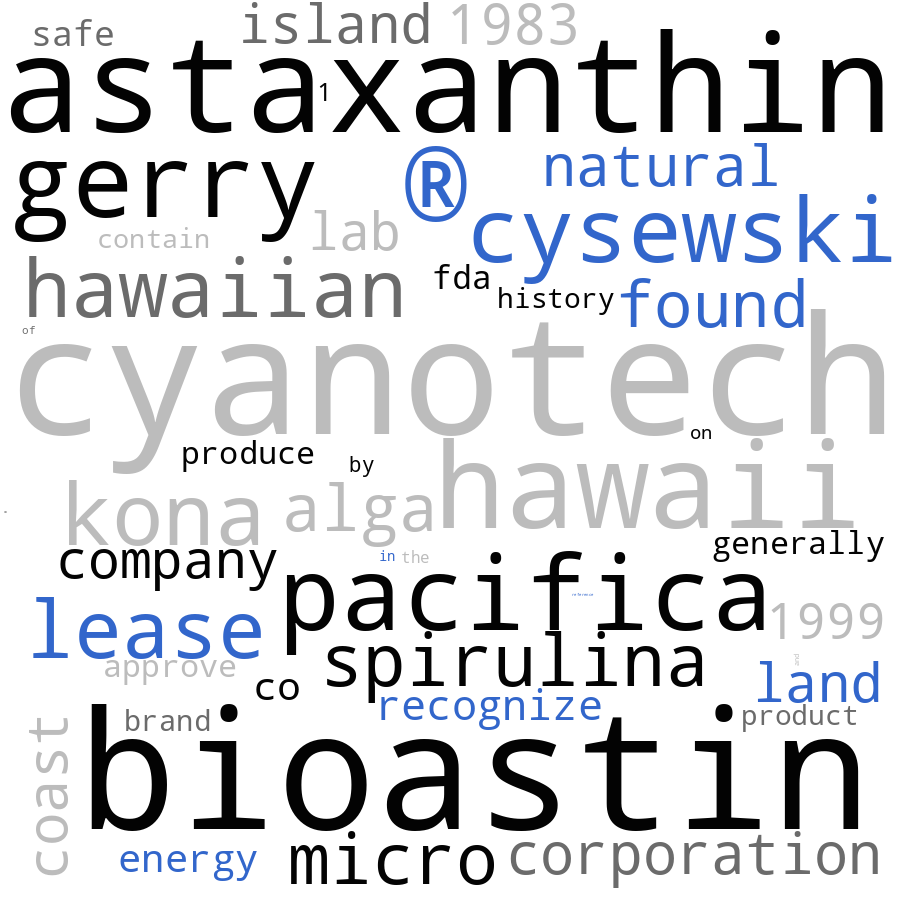 safe island 1983
astaxanthin
1
gerry ® natural
cysewski
contain lab
hawaiian fda
history found
of
cyanotech
on
produce by hawaii
kona alga
company in the generally
pacifica
reference
lease 1999
spirulina
and
approve co land
recognize
brand product
bioastin
coast
energy micro corporation